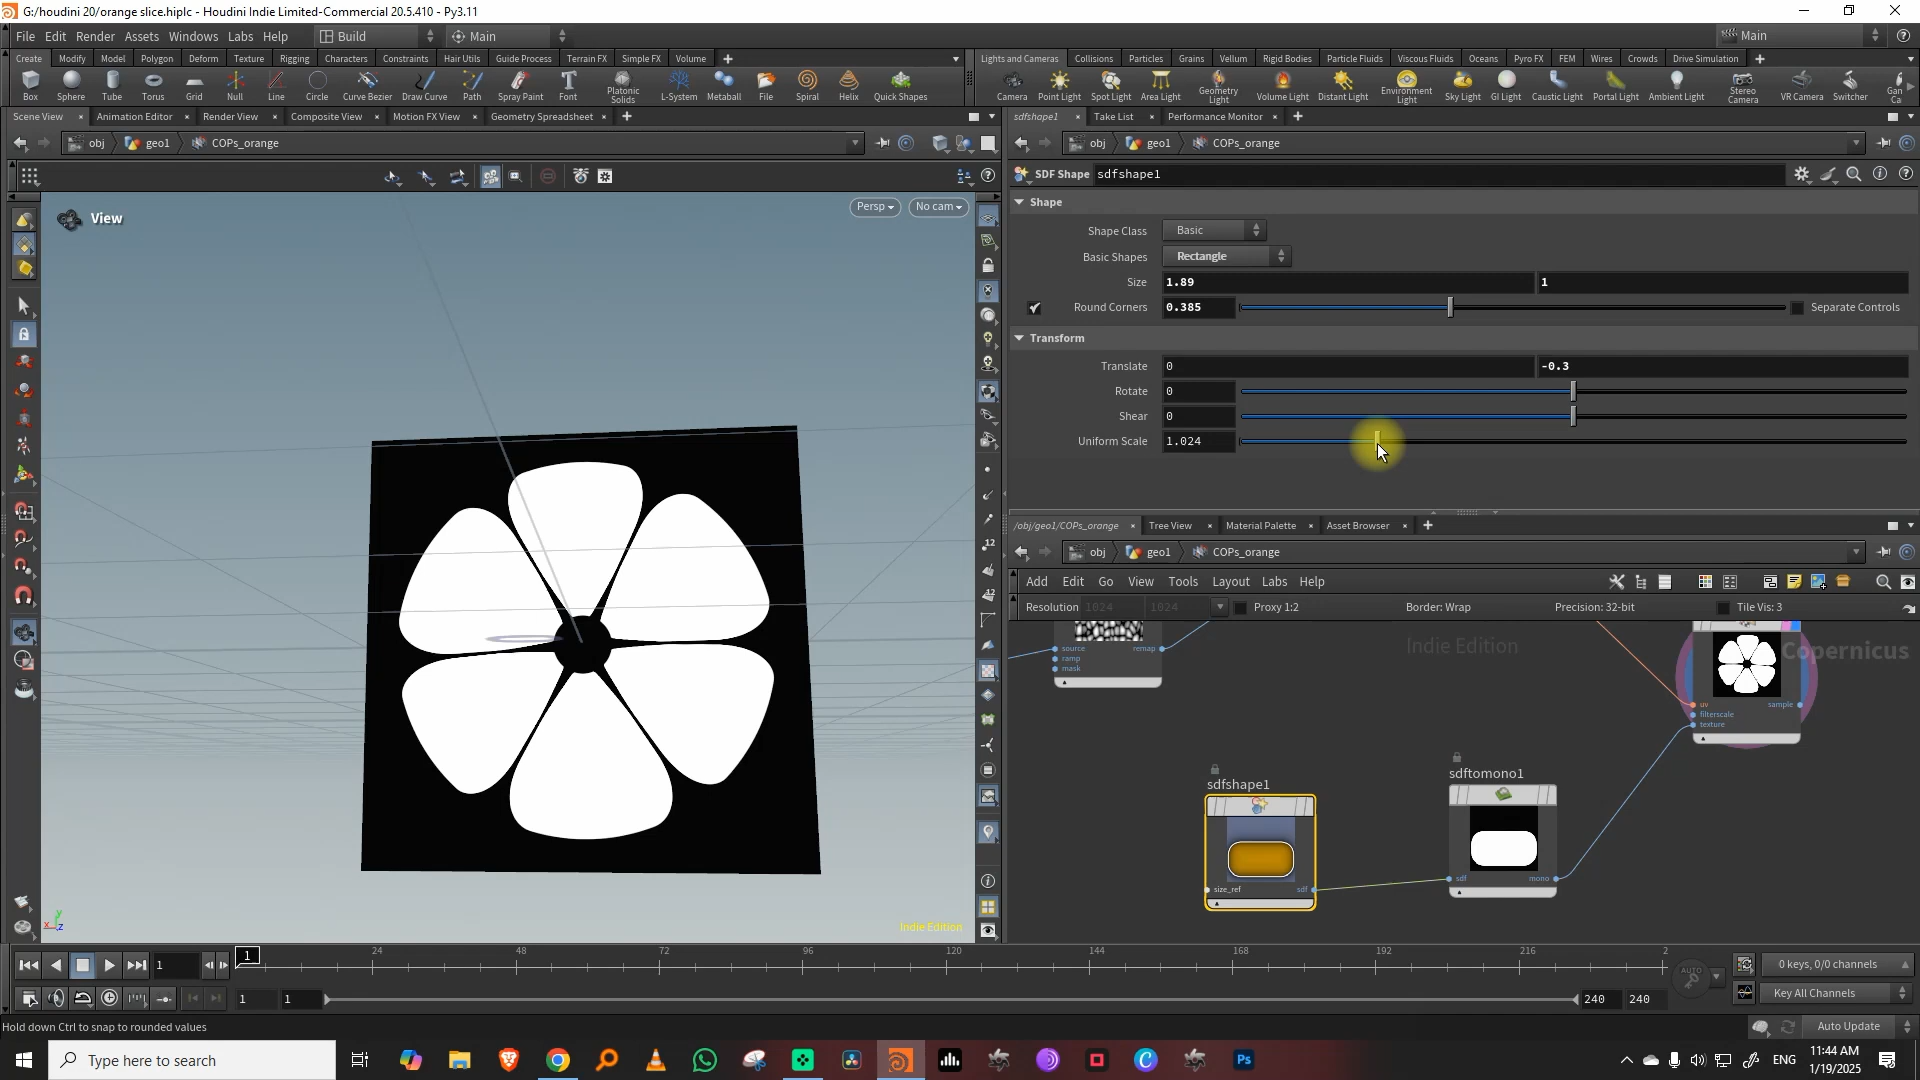 G:/houdini 20/orange slice.hiplc - Houdini Indie Limited-Commercial 20.5.410 - Py3.11
File Edit Render Assets Windows Labs Help Build Main Main
Create Modify Model Polygon Deform Texture Rigging Characters Constraints Hair Utils Guide Process Terrain FX Simple FX Volume
Lights and Cameras Collisions Particles Grains Vellum Rigid Bodies Particle Fluids Viscous Fluids Oceans Pyro FX FEM Wires Crowds Drive Simulation
Box Sphere Tube Torus Grid Null Line Circle Curve Bezier Draw Curve Path Spray Paint Font Platonic Solids L-System Metaball File Spiral Helix Quick Shapes
Camera Point Light Spot Light Area Light Geometry Light Volume Light Distant Light Environment Light Sky Light GI Light Caustic Light Portal Light Ambient Light Stereo Camera VR Camera Switcher Gan Ca
Scene View Animation Editor Render View Composite View Motion FX View Geometry Spreadsheet
sdfshape1 Take List Performance Monitor
obj geo1 COPs_orange
obj geo1 COPs_orange
SDF Shape sdfshape1
View
Persp No cam
Shape
Shape Class Basic
Basic Shapes Rectangle
Size 1.89 1
Round Corners 0.385 Separate Controls
Transform
Translate 0 -0.3
Rotate 0
Shear 0
Uniform Scale 1.024
/obj/geo1/COPs_orange Tree View Material Palette Asset Browser
obj geo1 COPs_orange
Add Edit Go View Tools Layout Labs Help
Resolution 1024 1024 Proxy 1:2 Border: Wrap Precision: 32-bit Tile Vis: 3
Indie Edition
Copernicus
source remap
ramp
mask
uv sample
filterscale
texture
sdftomono1
sdfshape1
sdf mono
size_ref sdf
12
12
y
x z
Indie Edition
1 1 24 48 72 96 120 144 168 192 216 2
AUTO
0 keys, 0/0 channels
1 1 240 240
Key All Channels
Hold down Ctrl to snap to rounded values
Auto Update
Type here to search
Ps
ENG
11:44 AM
1/19/2025